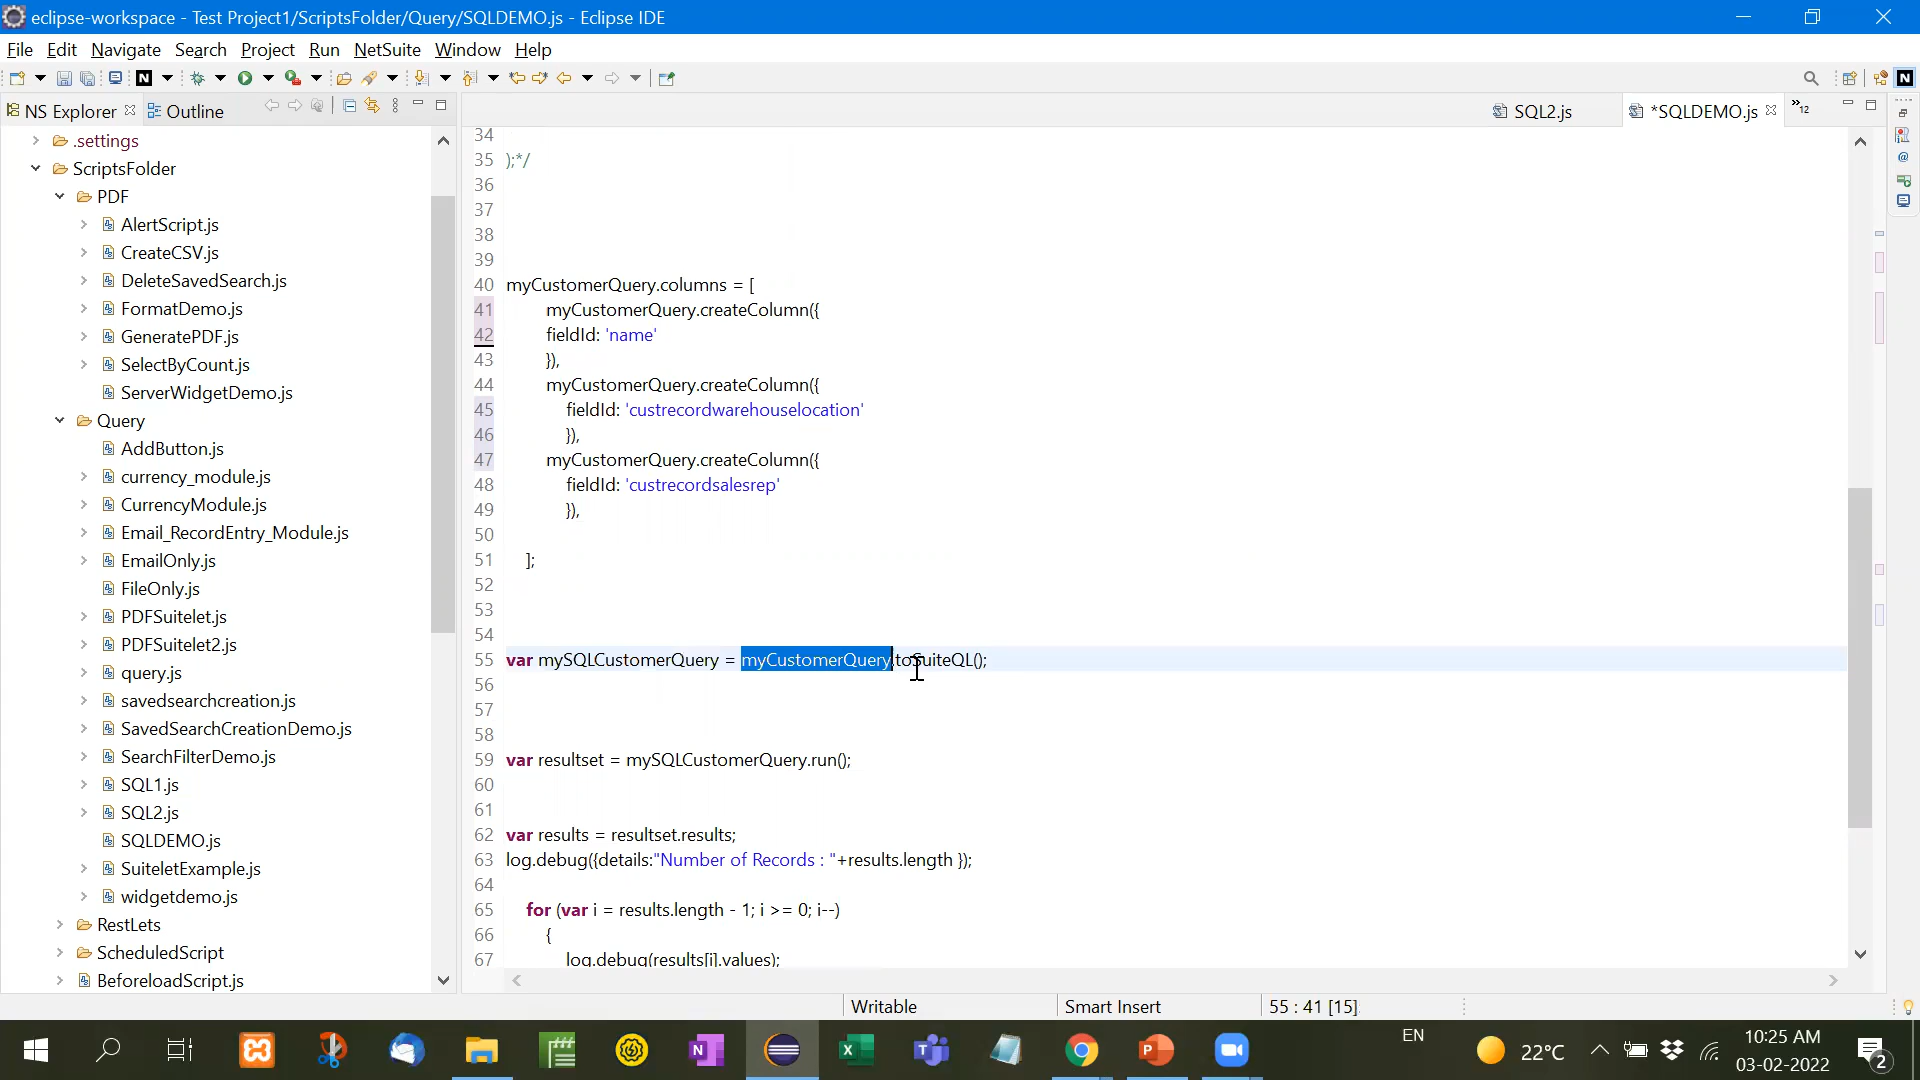 eclipse-workspace - Test Project1/ScriptsFolder/Query/SQLDEMO.js - Eclipse IDE
File Edit Navigate Search Project Run NetSuite Window Help
NS Explorer Outline
SQL2.js
*SQLDEMO.js
»12
.settings
ScriptsFolder
PDF
AlertScript.js
CreateCSV.js
DeleteSavedSearch.js
FormatDemo.js
GeneratePDF.js
SelectByCount.js
ServerWidgetDemo.js
Query
AddButton.js
currency_module.js
CurrencyModule.js
Email_RecordEntry_Module.js
EmailOnly.js
FileOnly.js
PDFSuitelet.js
PDFSuitelet2.js
query.js
savedsearchcreation.js
SavedSearchCreationDemo.js
SearchFilterDemo.js
SQL1.js
SQL2.js
SQLDEMO.js
SuiteletExample.js
widgetdemo.js
RestLets
ScheduledScript
BeforeloadScript.js
34
35 );*/
36
37
38
39
40 myCustomerQuery.columns = [
41 myCustomerQuery.createColumn({
42 fieldId: 'name'
43 }),
44 myCustomerQuery.createColumn({
45 fieldId: 'custrecordwarehouselocation'
46 }),
47 myCustomerQuery.createColumn({
48 fieldId: 'custrecordsalesrep'
49 }),
50
51 ];
52
53
54
55 var mySQLCustomerQuery = myCustomerQuery.toSuiteQL();
56
57
58
59 var resultset = mySQLCustomerQuery.run();
60
61
62 var results = resultset.results;
63 log.debug({details:"Number of Records : "+results.length });
64
65 for (var i = results.length - 1; i >= 0; i--)
66 {
67 log.debug(results[i].values);
Writable Smart Insert 55 : 41 [15]
EN
22°C
10:25 AM
03-02-2022
2